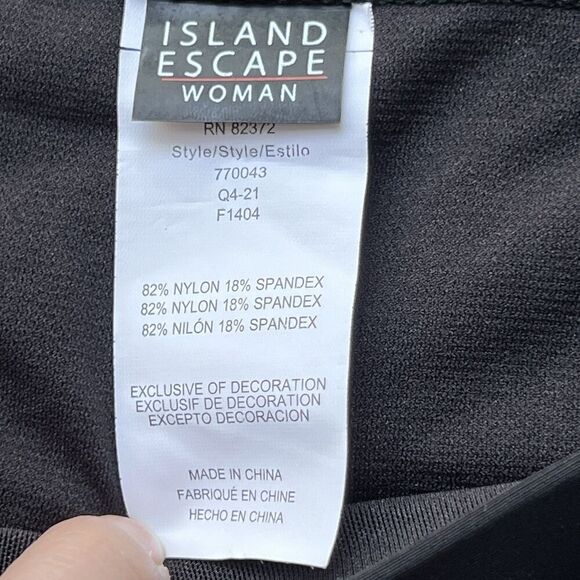 ISLAND
ESCAPE
WOMAN
RN 82372
Style/Style/Estilo
770043
Q4-21
F1404
82% NYLON 18% SPANDEX
82% NYLON 18% SPANDEX
82% NILÓN 18% SPANDEX
EXCLUSIVE OF DECORATION
EXCLUSIF DE DECORATION
EXCEPTO DECORACION
MADE IN CHINA
FABRIQUÉ EN CHINE
HECHO EN CHINA